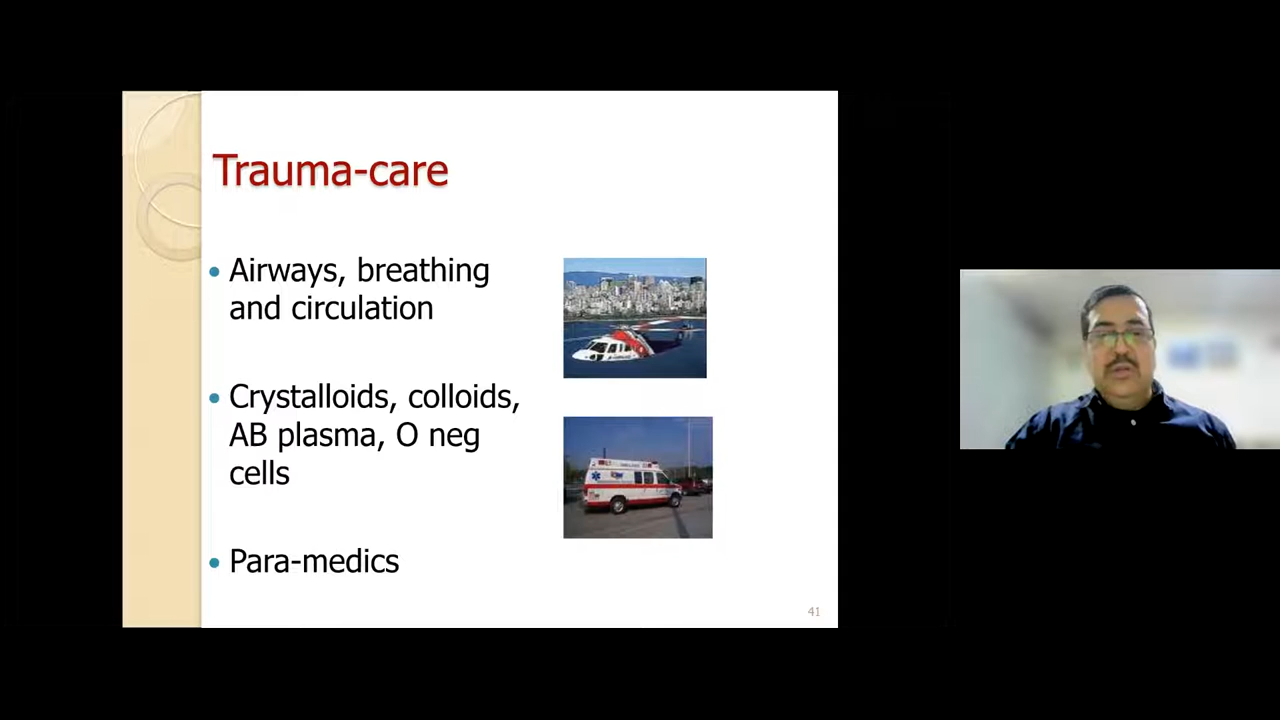 Trauma-care
Airways, breathing
and circulation
Crystalloids, colloids,
AB plasma, O neg
cells
Para-medics
41